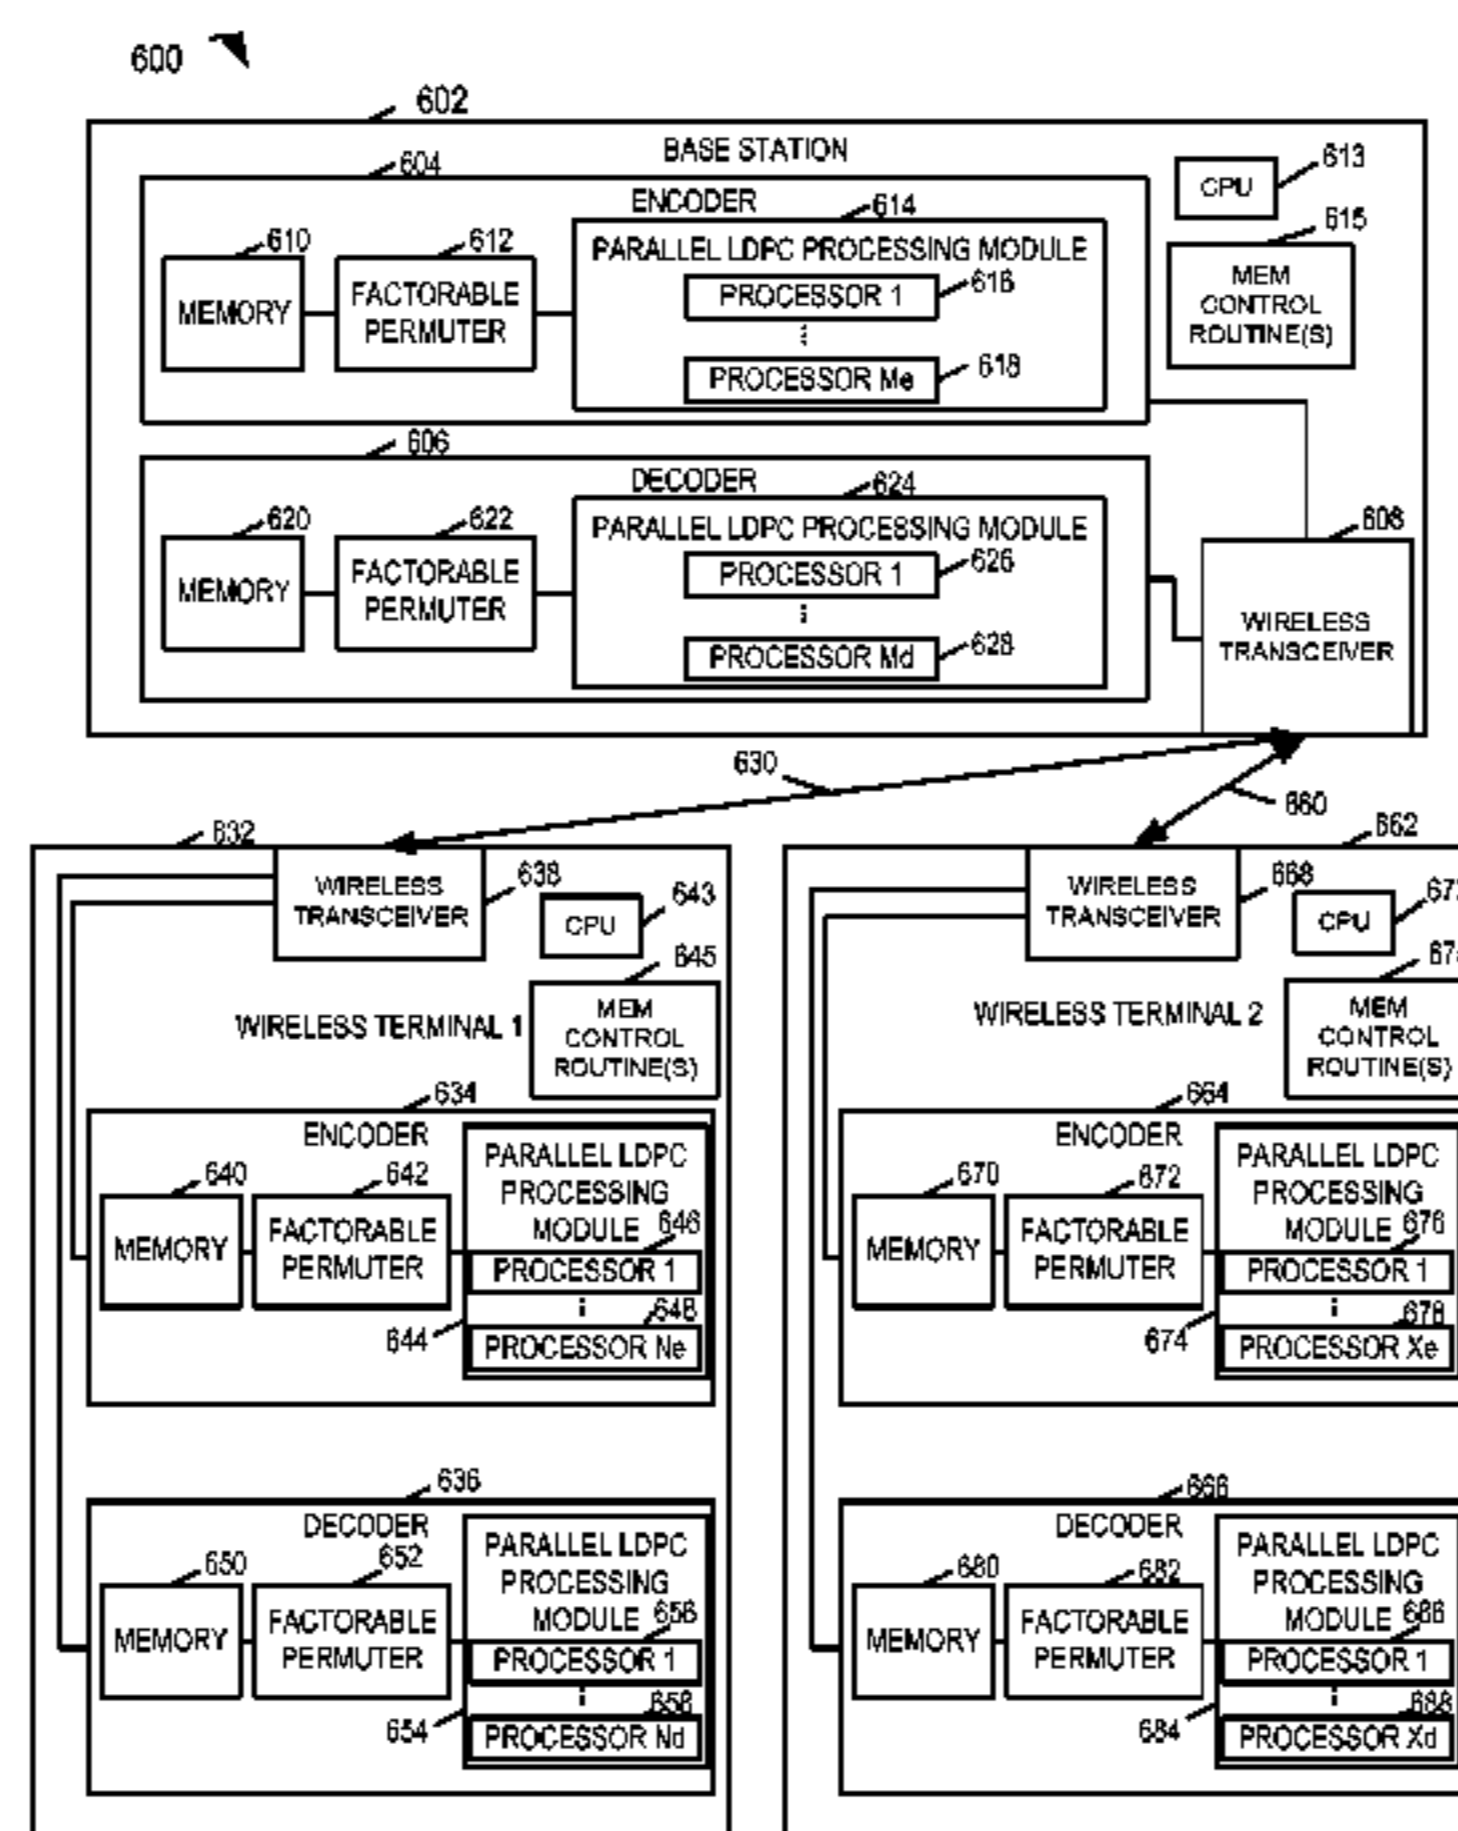 600
602
BASE STATION
604
ENCODER
613
CPU
615
MEM
CONTROL
ROUTINE(S)
610
MEMORY
612
FACTORABLE
PERMUTER
614
PARALLEL LDPC PROCESSING MODULE
PROCESSOR 1
616
PROCESSOR Me
618
606
DECODER
620
MEMORY
622
FACTORABLE
PERMUTER
624
PARALLEL LDPC PROCESSING MODULE
PROCESSOR 1
626
PROCESSOR Md
628
608
WIRELESS
TRANSCEIVER
630
660
632
WIRELESS
TRANSCEIVER
638
643
CPU
645
MEM
CONTROL
ROUTINE(S)
WIRELESS TERMINAL 1
634
ENCODER
640
MEMORY
642
FACTORABLE
PERMUTER
PARALLEL LDPC
PROCESSING
MODULE
646
PROCESSOR 1
648
PROCESSOR Ne
644
636
DECODER
650
MEMORY
652
FACTORABLE
PERMUTER
PARALLEL LDPC
PROCESSING
MODULE
656
PROCESSOR 1
658
PROCESSOR Nd
654
662
WIRELESS
TRANSCEIVER
668
CPU
MEM
CONTROL
ROUTINE(S)
WIRELESS TERMINAL 2
664
ENCODER
670
MEMORY
672
FACTORABLE
PERMUTER
PARALLEL LDPC
PROCESSING
MODULE
676
PROCESSOR 1
678
PROCESSOR Xe
674
666
DECODER
680
MEMORY
682
FACTORABLE
PERMUTER
PARALLEL LDPC
PROCESSING
MODULE
686
PROCESSOR 1
688
PROCESSOR Xd
684